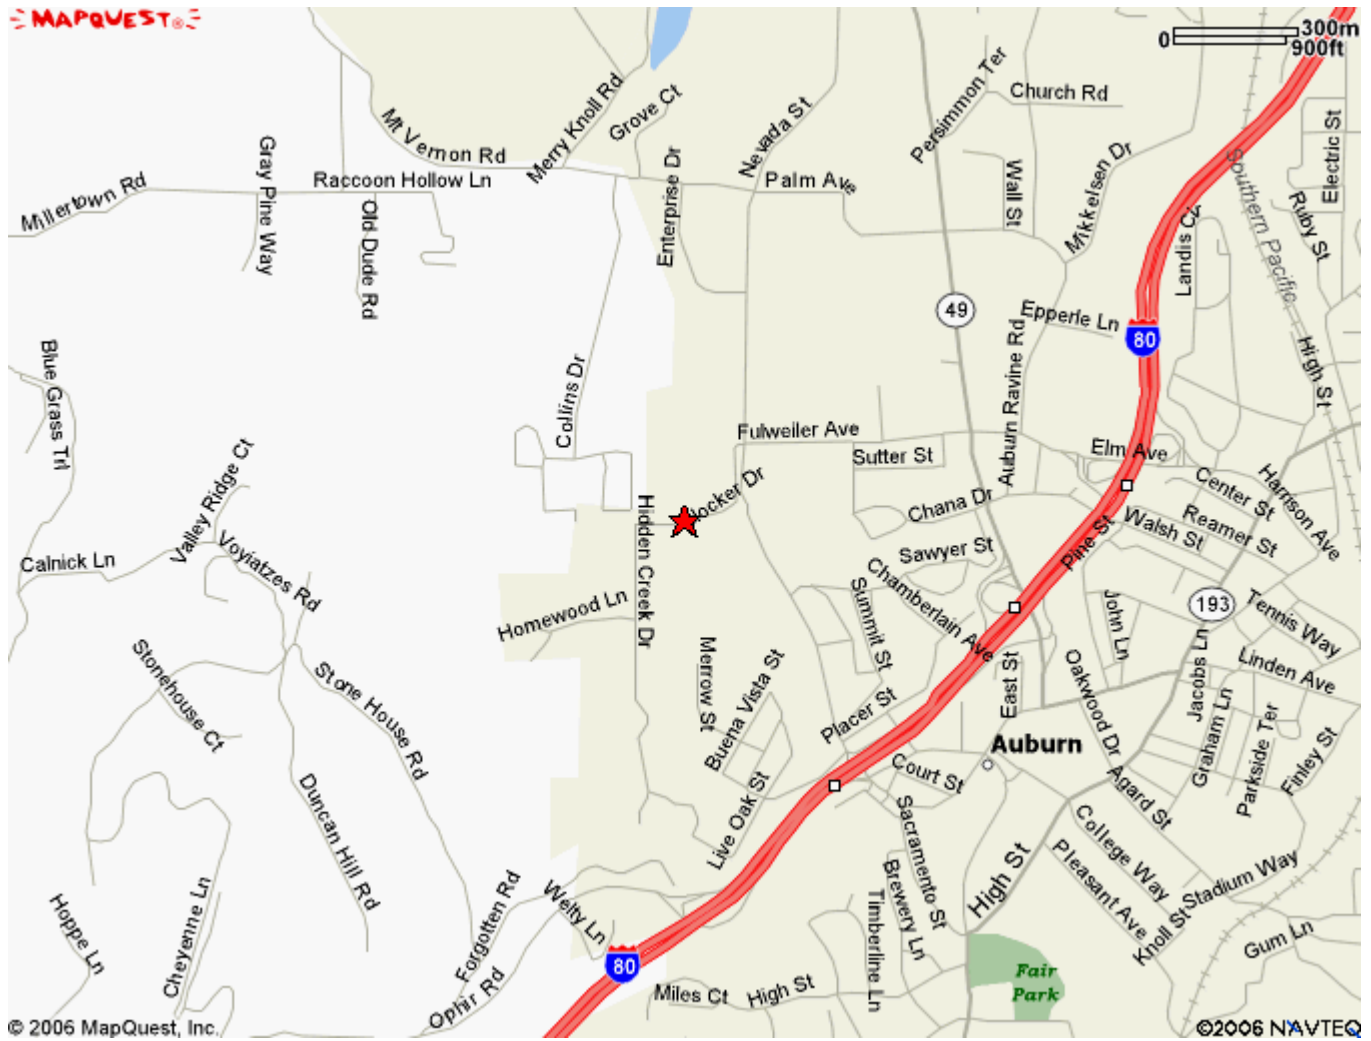 MAPQUEST
300m
0
900ft
Persimmon Ter
Church Rd
Merry Knoll Rd
Grove Ct
Nevada St
Mt Vernon Rd
Electric St
Southern Pacific
Wall St
Mikkelsen Dr
Gray Pine Way
Raccoon Hollow Ln
Palm Ave
Millertown Rd
Old Dude Rd
Enterprise Dr
Landis Cr
Ruby St
49
Epperle Ln
80
Auburn Ravine Rd
High St
Blue Grass Trl
Collins Dr
Fulweiler Ave
Sutter St
Elm Ave
Valley Ridge Ct
Center St
Harrison Ave
Hidden Creek Dr
Chana Dr
Walsh St
Reamer St
Pine St
Calnick Ln
Voyiatzes Rd
Sawyer St
Chamberlain Ave
Homewood Ln
Summit St
John Ln
193
Tennis Way
Stonehouse Ct
Stone House Rd
Merrow St
Buena Vista St
Placer St
East St
Oakwood Dr
Jacobs Ln
Linden Ave
Auburn
Court St
Graham Ln
Parkside Ter
Finley St
Duncan Hill Rd
Live Oak St
Agard St
Sacramento St
College Way
Stadium Way
High St
Pleasant Ave
Hoppe Ln
Cheyenne Ln
Forgotten Rd
Welty Ln
Brewery Ln
Timberline Ln
Knoll St
Gum Ln
80
Ophir Rd
Miles Ct
High St
Fair
Park
© 2006 MapQuest, Inc.
©2006 NAVTEQ